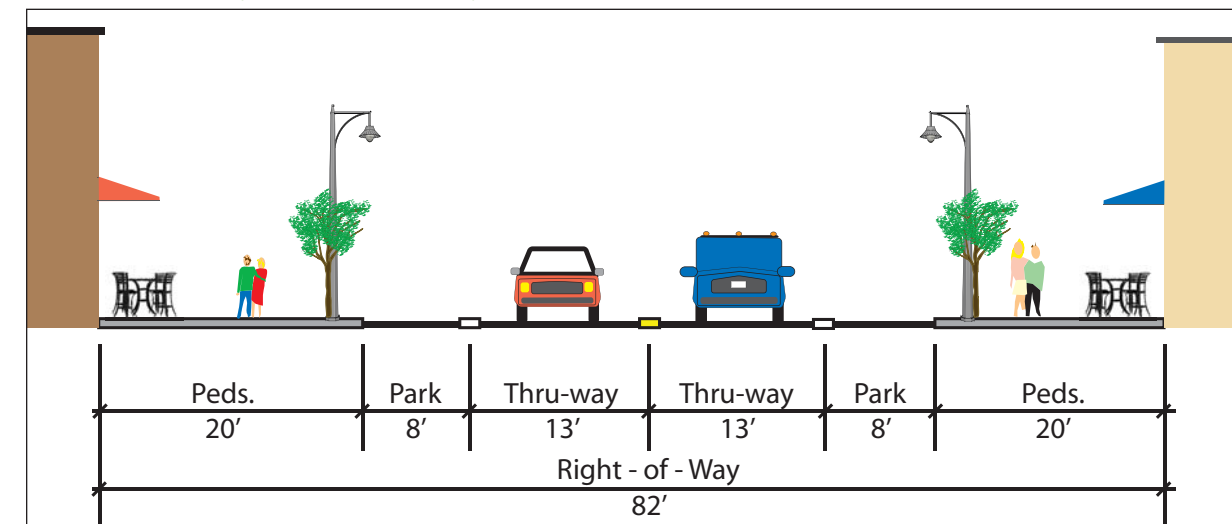 Peds. Park Thru-way Thru-way Park Peds.
20’ 8’ 13’ 13’ 8’ 20’
Right - of - Way
82’